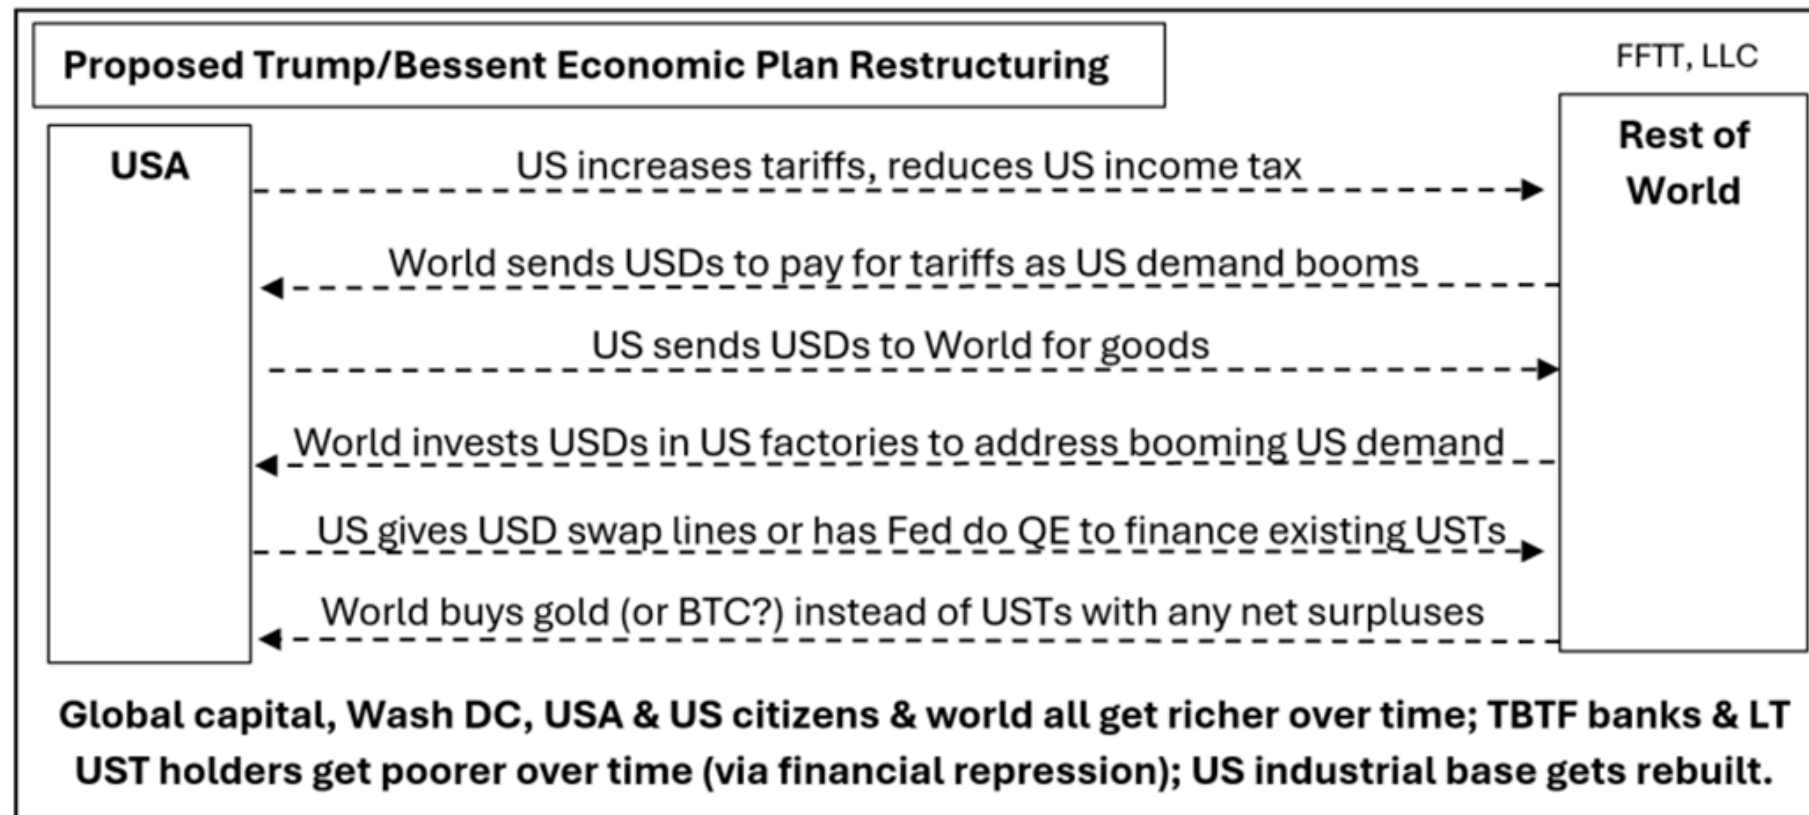 Proposed Trump/Bessent Economic Plan Restructuring
FFTT, LLC
USA
Rest of
World
US increases tariffs, reduces US income tax
World sends USDs to pay for tariffs as US demand booms
US sends USDs to World for goods
World invests USDs in US factories to address booming US demand
US gives USD swap lines or has Fed do QE to finance existing USTs
World buys gold (or BTC?) instead of USTs with any net surpluses
Global capital, Wash DC, USA & US citizens & world all get richer over time; TBTF banks & LT
UST holders get poorer over time (via financial repression); US industrial base gets rebuilt.